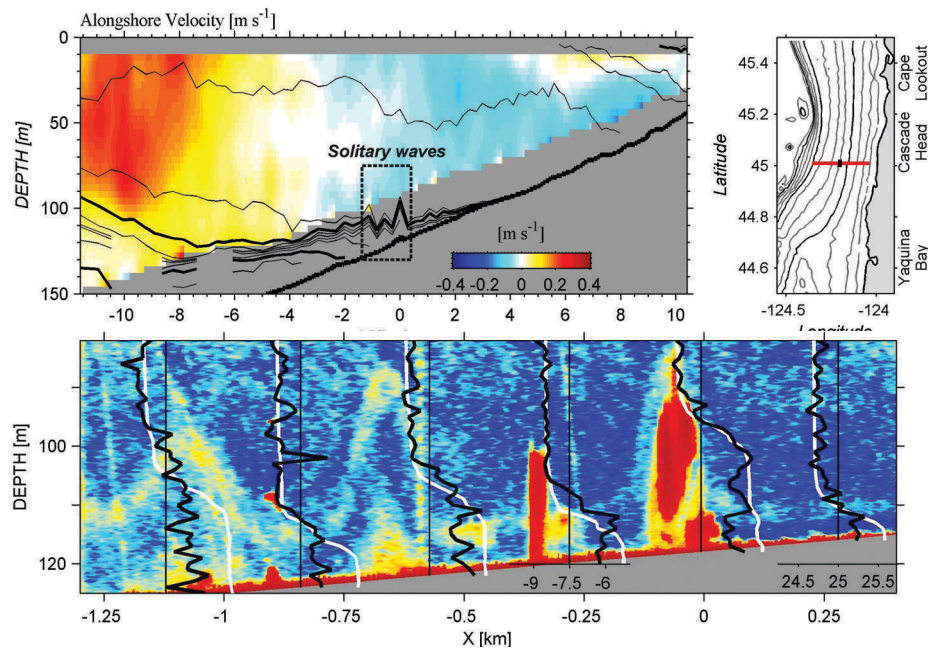 Alongshore Velocity [m s⁻¹]
0
50
100
150
DEPTH [m]
Solitary waves
[m s⁻¹]
-0.4 -0.2 0 0.2 0.4
-10 -8 -6 -4 -2 0 2 4 6 8 10
45.4
45.2
45
44.8
44.6
Latitude
-124.5 -124
Longitude
Cape
Lookout
Cascade
Head
Yaquina
Bay
DEPTH [m]
100
120
-9 -7.5 -6
24.5 25 25.5
-1.25 -1 -0.75 -0.5 -0.25 0 0.25
X [km]